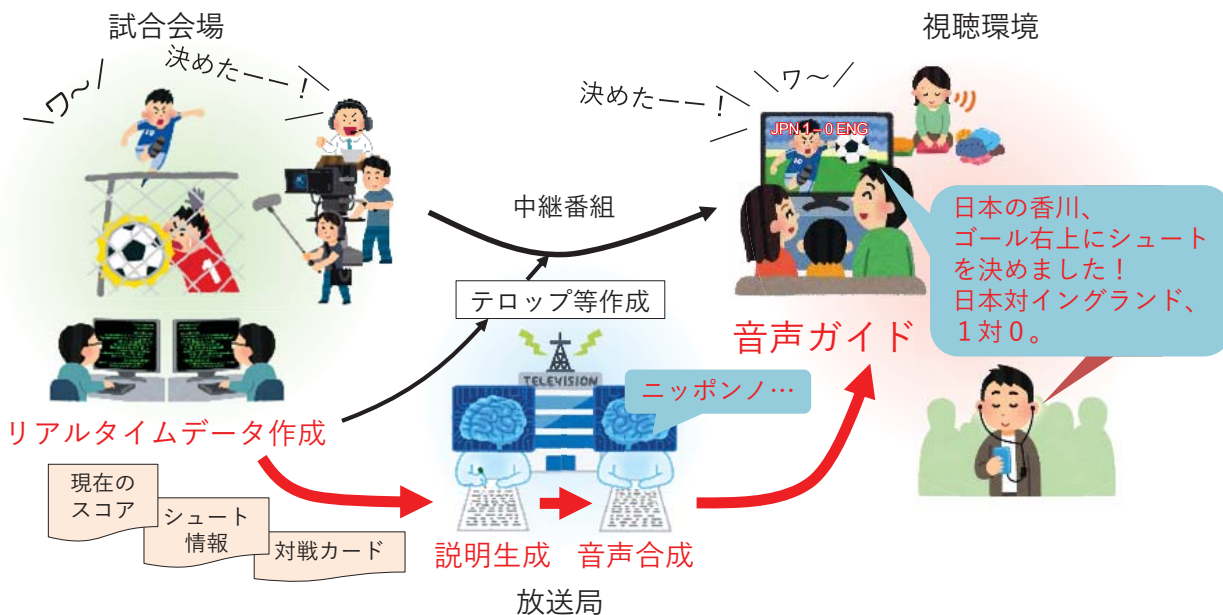 試合会場
視聴環境
ワ～
決めたーー！
決めたーー！
ワ～
JPN 1－0 ENG
10
1
中継番組
テロップ等作成
日本の香川、
ゴール右上にシュート
を決めました！
日本対イングランド、
１対０。
音声ガイド
TELEVISION
ニッポンノ…
リアルタイムデータ作成
現在の
スコア
シュート
情報
対戦カード
説明生成
音声合成
放送局